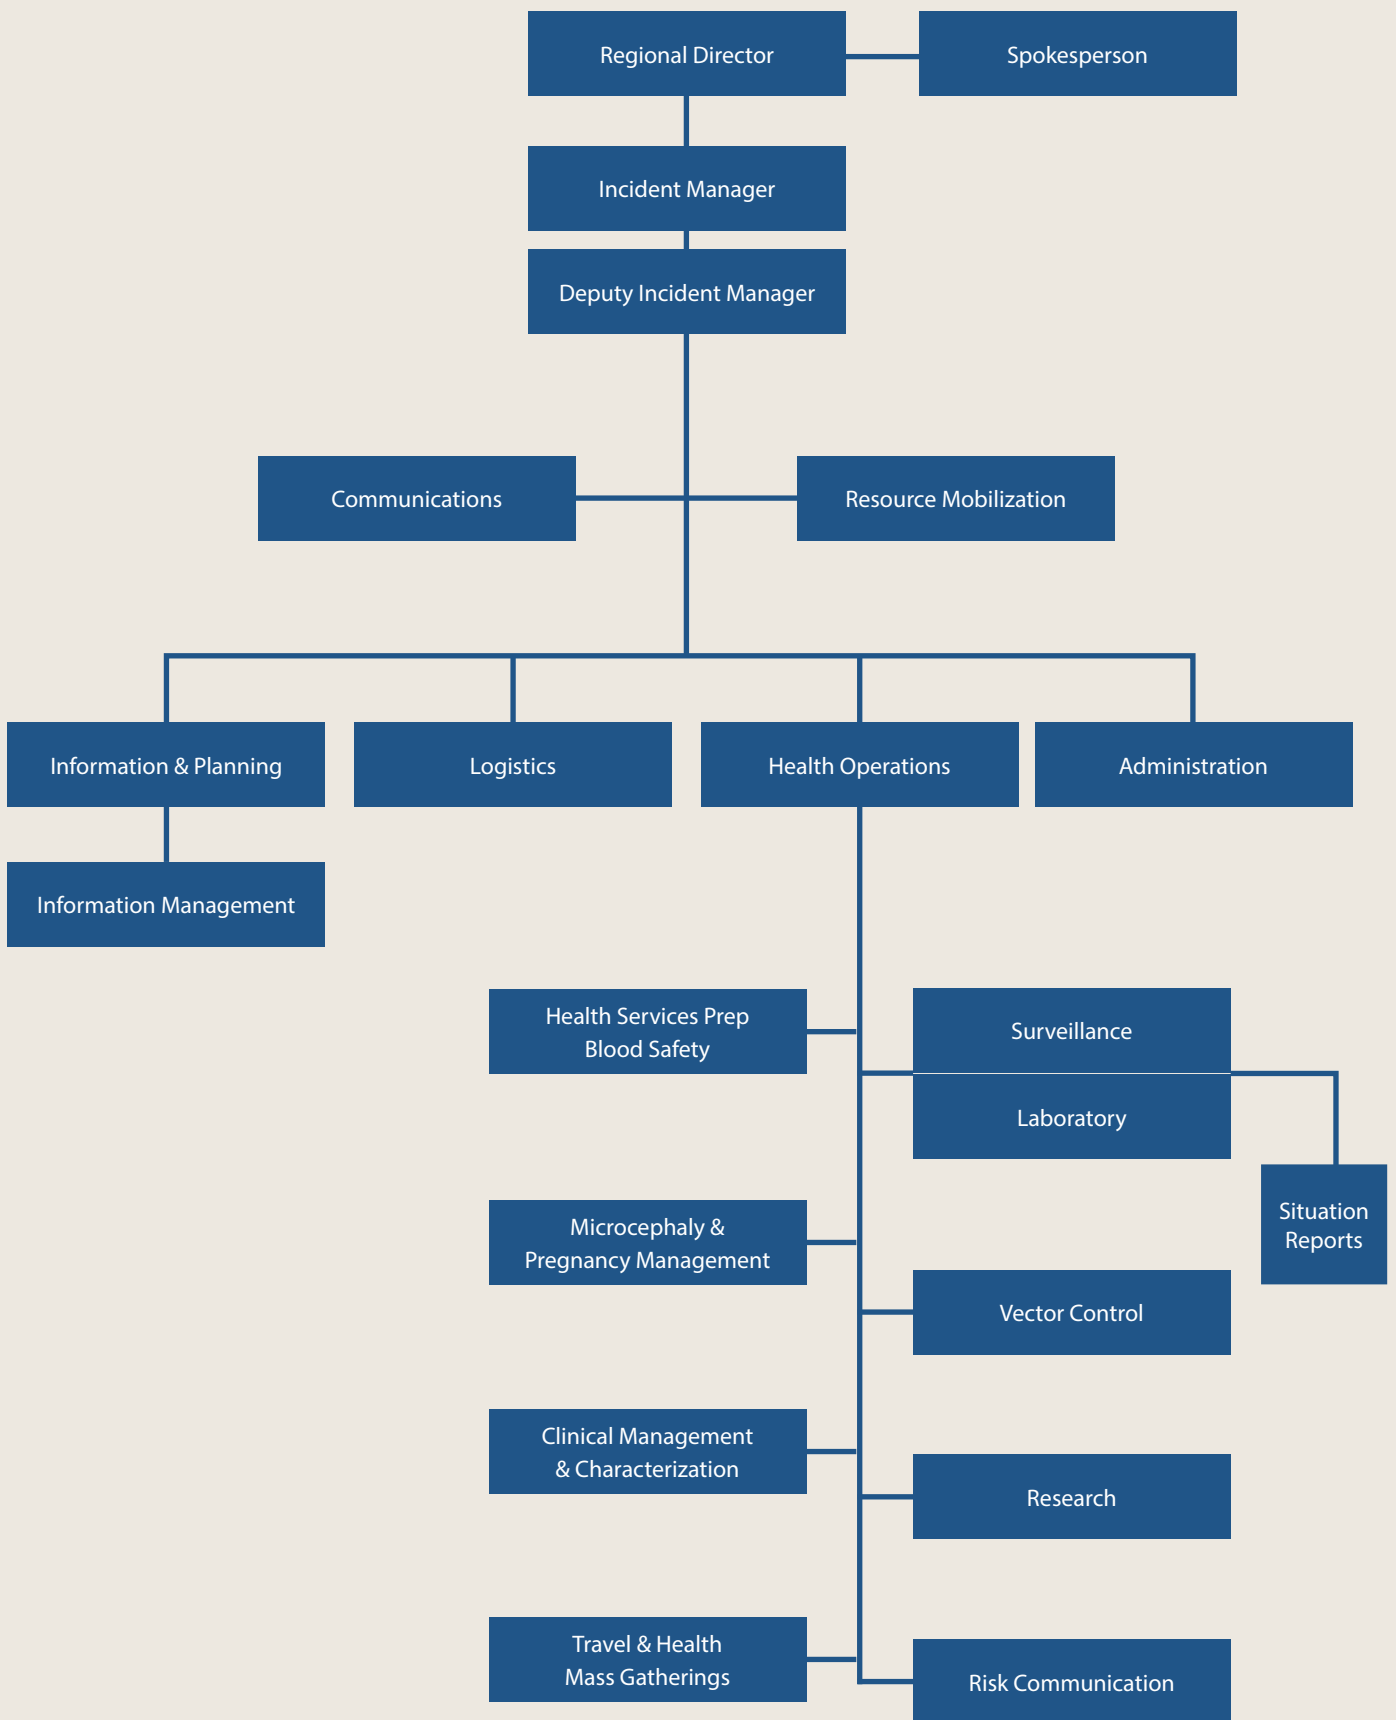 Regional Director
Spokesperson
Incident Manager
Deputy Incident Manager
Communications
Resource Mobilization
Information & Planning
Logistics
Health Operations
Administration
Information Management
Health Services Prep
Blood Safety
Surveillance
Laboratory
Situation
Reports
Microcephaly &
Pregnancy Management
Vector Control
Clinical Management
& Characterization
Research
Travel & Health
Mass Gatherings
Risk Communication